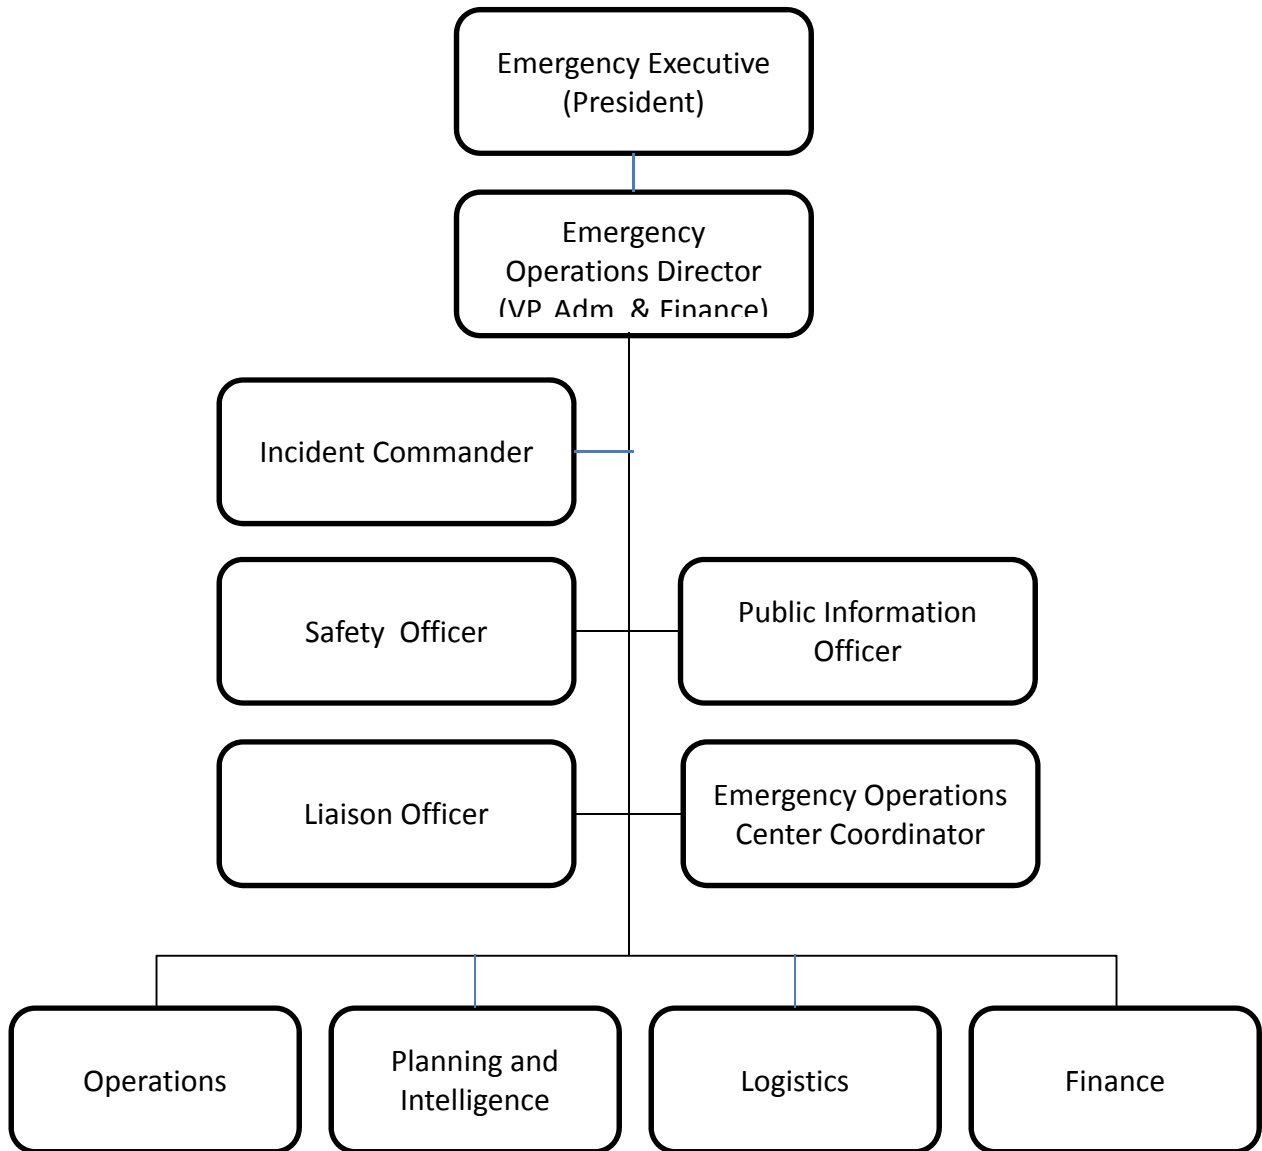 Emergency Executive
(President)
Emergency
Operations Director
(VP Adm & Finance)
Incident Commander
Safety Officer
Public Information
Officer
Liaison Officer
Emergency Operations
Center Coordinator
Operations
Planning and
Intelligence
Logistics
Finance